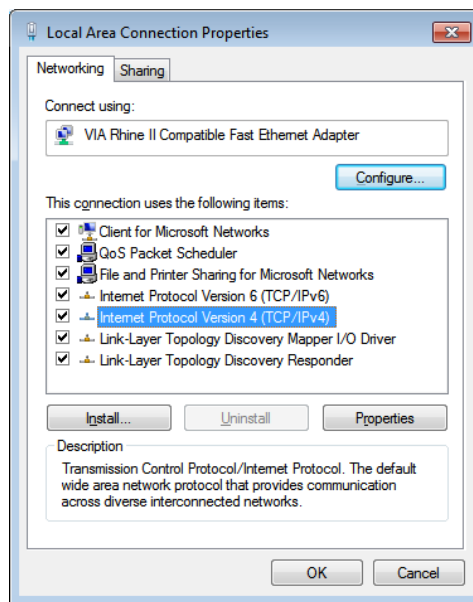 Local Area Connection Properties
Networking
Sharing
Connect using:
VIA Rhine II Compatible Fast Ethernet Adapter
Configure...
This connection uses the following items:
Client for Microsoft Networks
QoS Packet Scheduler
File and Printer Sharing for Microsoft Networks
Internet Protocol Version 6 (TCP/IPv6)
Internet Protocol Version 4 (TCP/IPv4)
Link-Layer Topology Discovery Mapper I/O Driver
Link-Layer Topology Discovery Responder
Install...
Uninstall
Properties
Description
Transmission Control Protocol/Internet Protocol. The default
wide area network protocol that provides communication
across diverse interconnected networks.
OK
Cancel